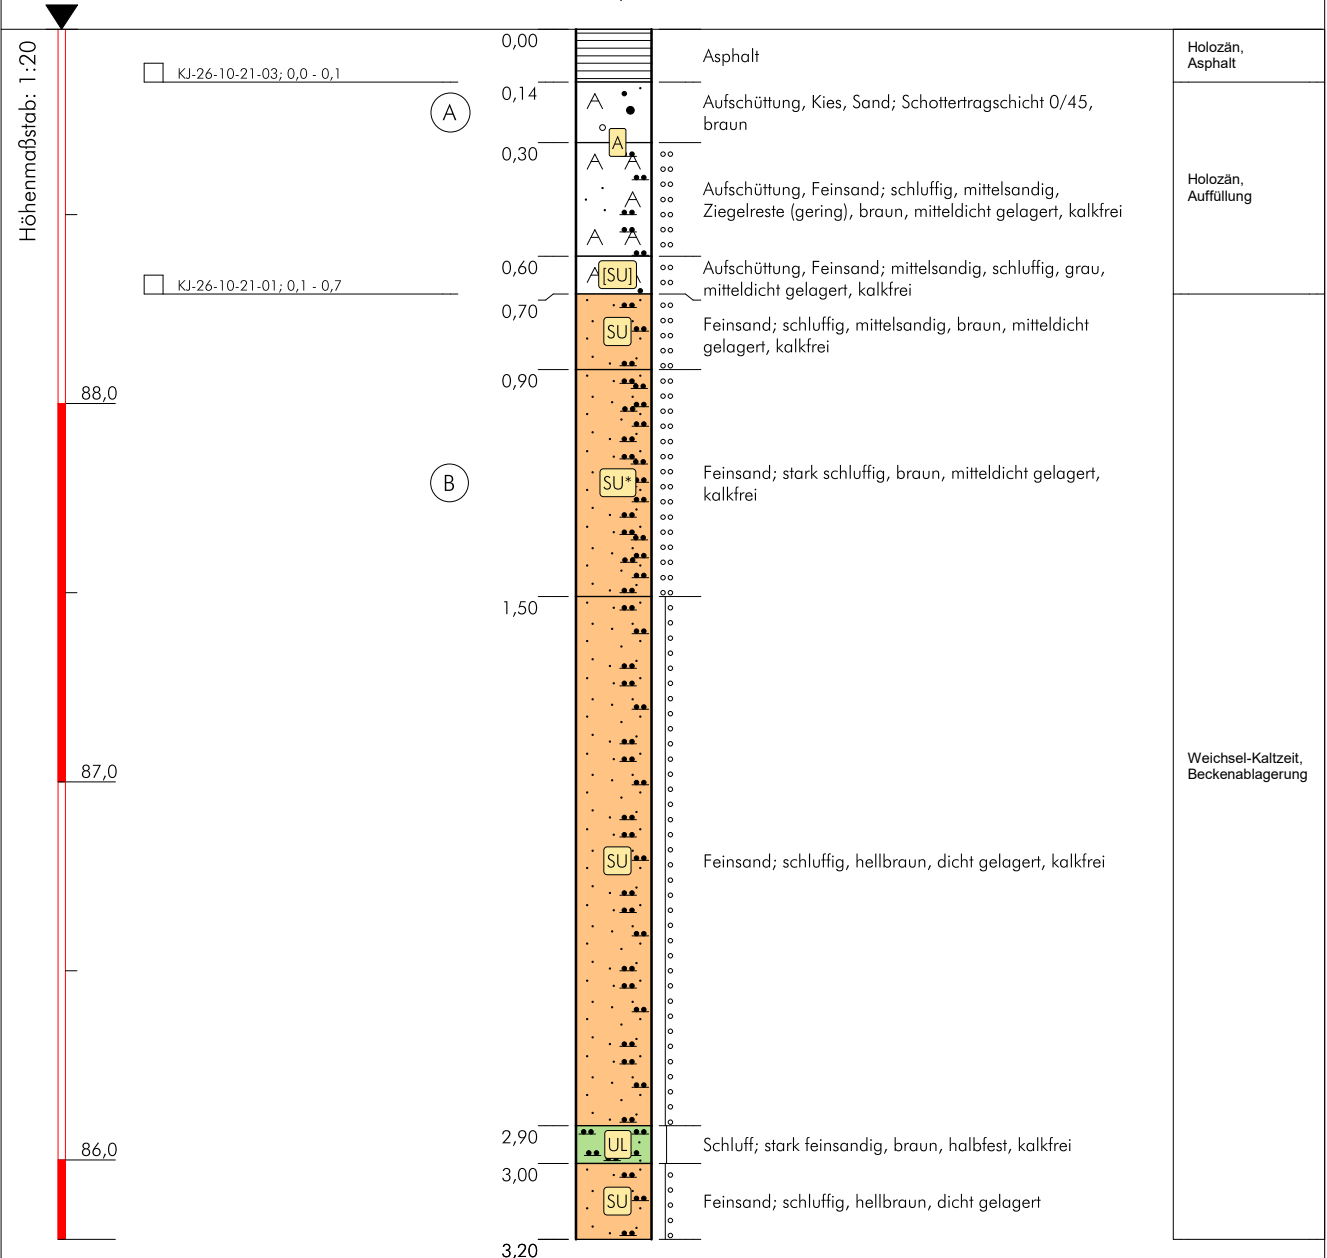 Höhenmaßstab: 1:20
0,00
Asphalt
Holozän,
Asphalt
KJ-26-10-21-03; 0,0 - 0,1
0,14
A
A
Aufschüttung, Kies, Sand; Schottertragschicht 0/45,
braun
A
0,30
A A
A
A A
Aufschüttung, Feinsand; schluffig, mittelsandig,
Ziegelreste (gering), braun, mitteldicht gelagert, kalkfrei
Holozän,
Auffüllung
0,60
A [SU]
Aufschüttung, Feinsand; mittelsandig, schluffig, grau,
mitteldicht gelagert, kalkfrei
KJ-26-10-21-01; 0,1 - 0,7
0,70
SU
Feinsand; schluffig, mittelsandig, braun, mitteldicht
gelagert, kalkfrei
0,90
88,0
B
SU*
Feinsand; stark schluffig, braun, mitteldicht gelagert,
kalkfrei
1,50
87,0
Weichsel-Kaltzeit,
Beckenablagerung
SU
Feinsand; schluffig, hellbraun, dicht gelagert, kalkfrei
2,90
86,0
UL
Schluff; stark feinsandig, braun, halbfest, kalkfrei
3,00
SU
Feinsand; schluffig, hellbraun, dicht gelagert
3,20